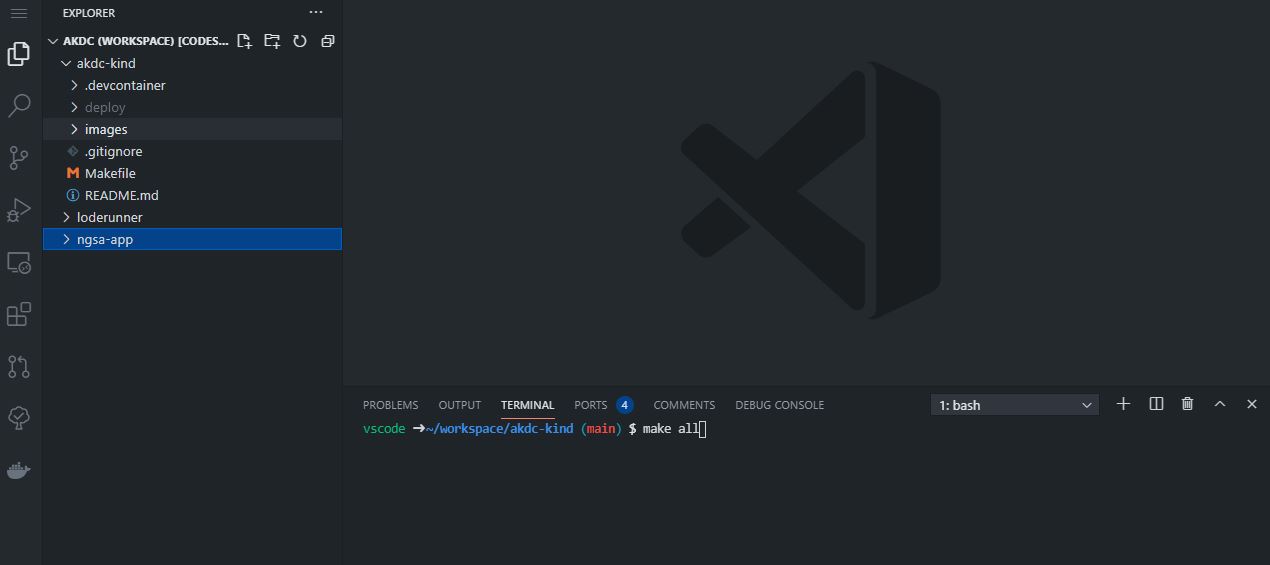 EXPLORER
AKDC (WORKSPACE) [CODES...
akdc-kind
.devcontainer
deploy
images
.gitignore
Makefile
README.md
loderunner
ngsa-app
PROBLEMS OUTPUT TERMINAL PORTS 4 COMMENTS DEBUG CONSOLE 1: bash
vscode ➜~/workspace/akdc-kind (main) $ make all